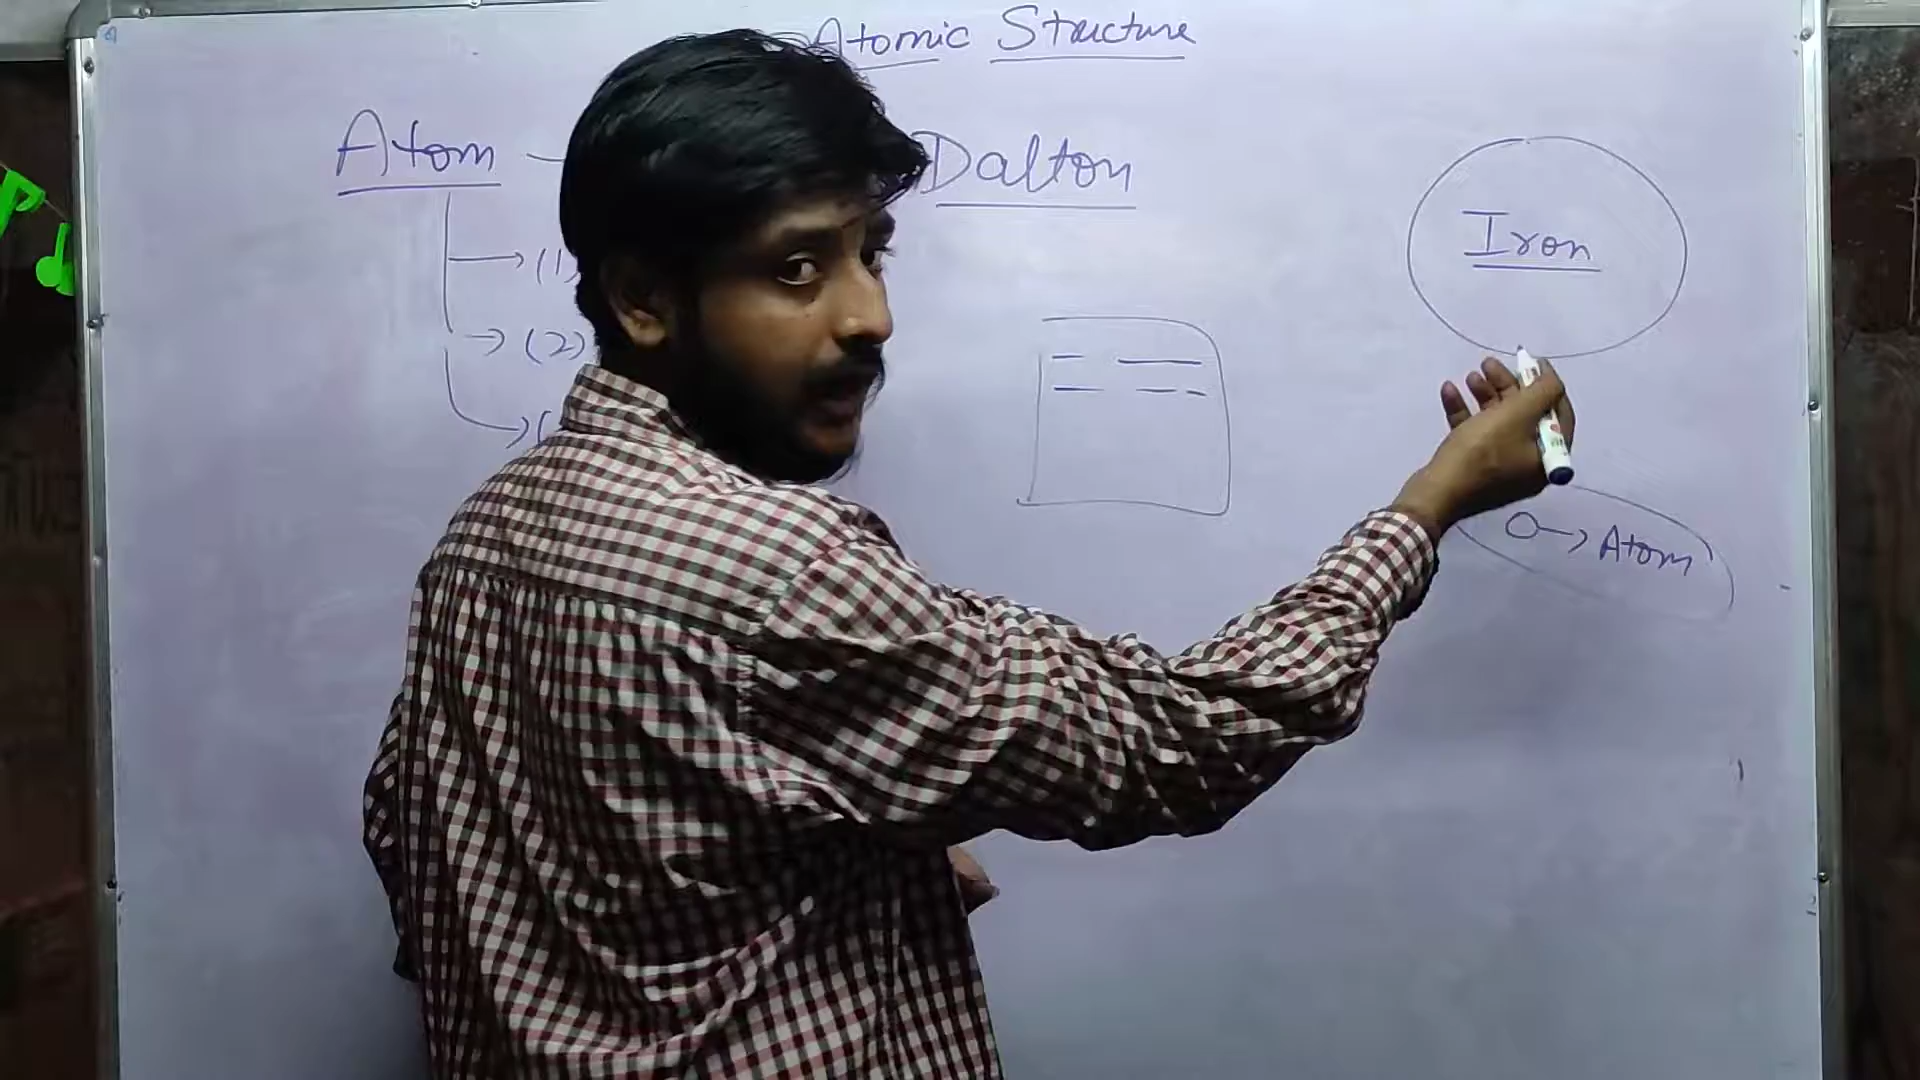 Atomic Structure
Atom — Dalton
→ (1)
→ (2)
→ (
Iron
O → Atom